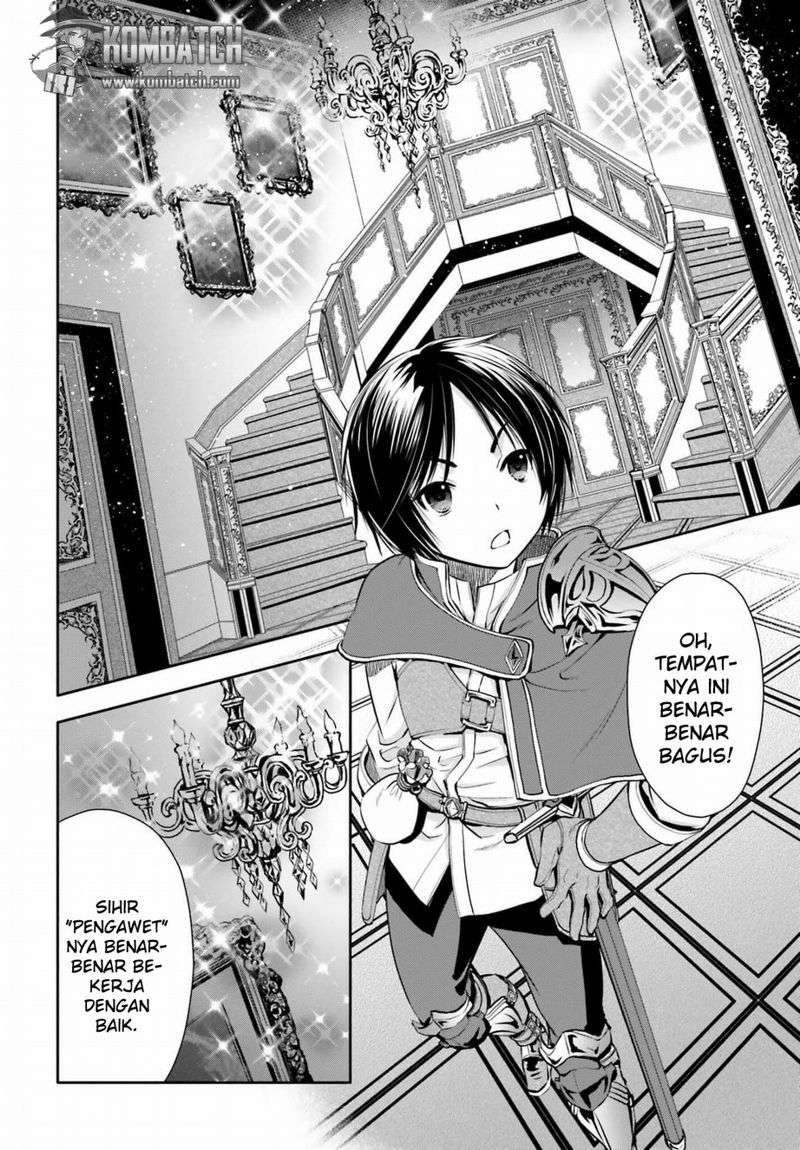 KOMBATCH
www.kombatch.com
OH,
TEMPAT-
NYA INI
BENAR-
BENAR
BAGUS!
SIHIR
"PENGAWET"
NYA BENAR-
BENAR BE-
KERJA
DENGAN
BAIK.